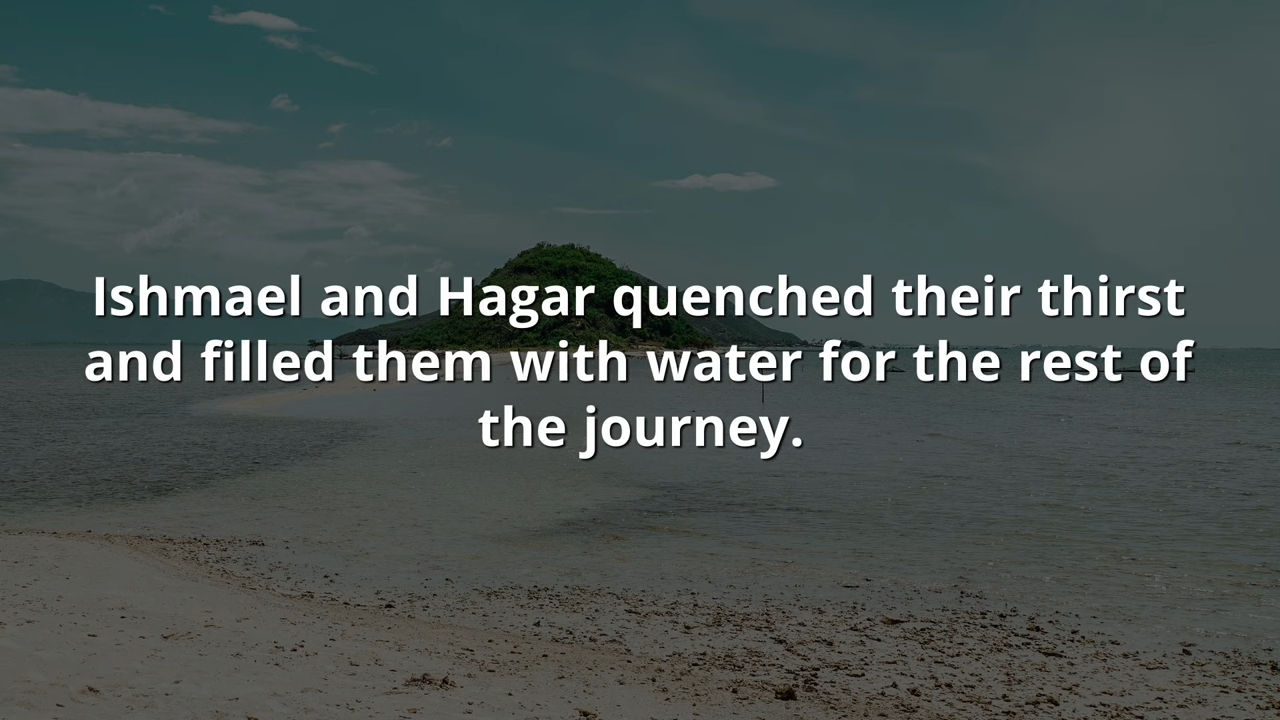 Ishmael and Hagar quenched their thirst
and filled them with water for the rest of
the journey.